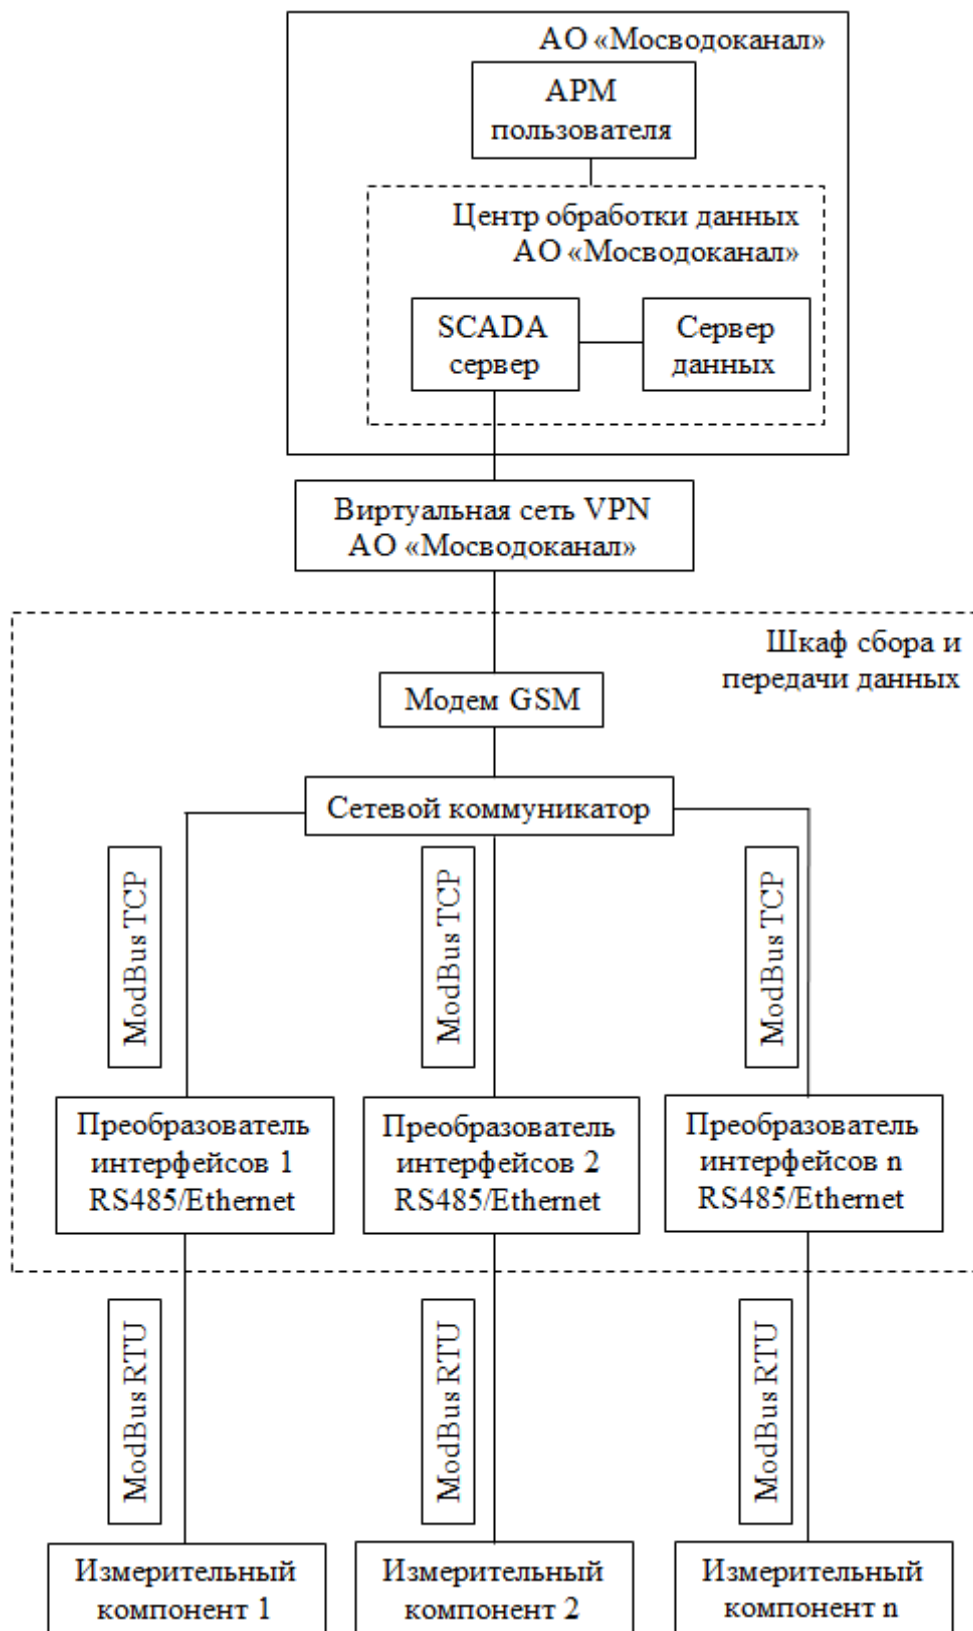 АО «Мосводоканал»
АРМ
пользователя
Центр обработки данных
АО «Мосводоканал»
SCADA
сервер
Сервер
данных
Виртуальная сеть VPN
АО «Мосводоканал»
Шкаф сбора и
передачи данных
Модем GSM
Сетевой коммуникатор
ModBus TCP
ModBus TCP
ModBus TCP
Преобразователь
интерфейсов 1
RS485/Ethernet
Преобразователь
интерфейсов 2
RS485/Ethernet
Преобразователь
интерфейсов n
RS485/Ethernet
ModBus RTU
ModBus RTU
ModBus RTU
Измерительный
компонент 1
Измерительный
компонент 2
Измерительный
компонент n